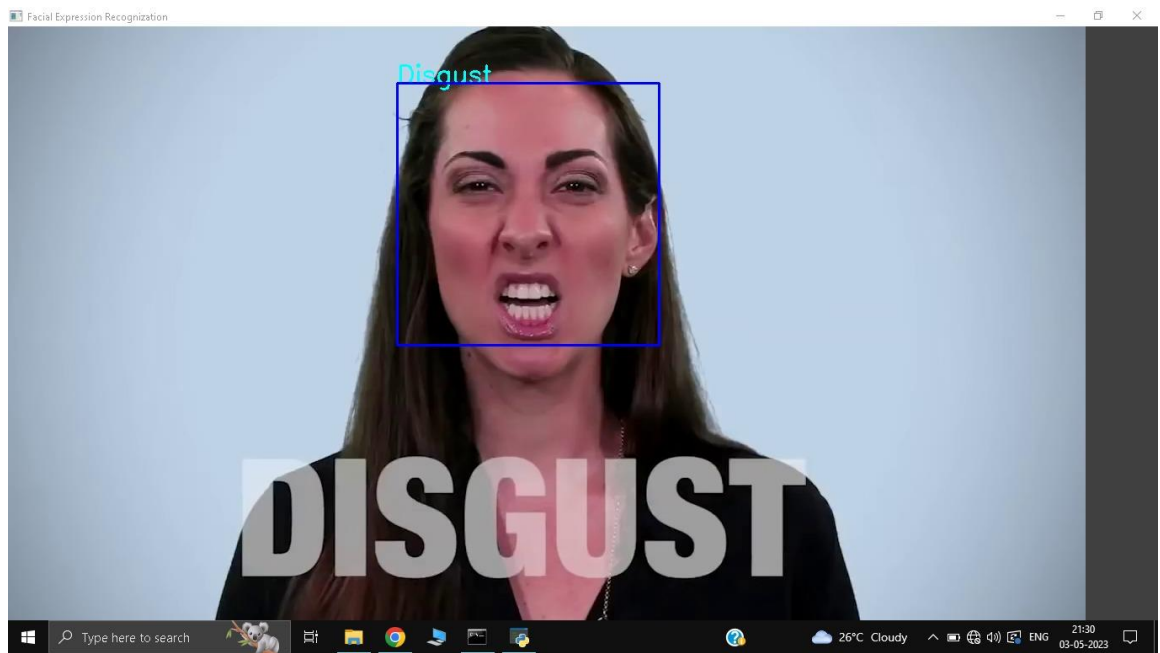 Facial Expression Recognization
Disgust
DISGUST
Type here to search
26°C Cloudy
ENG
21:30
03-05-2023